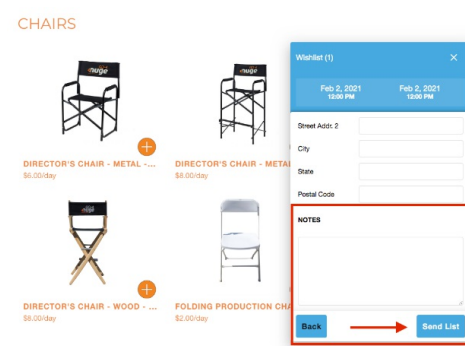 CHAIRS
nuge
nuge
DIRECTOR'S CHAIR - METAL -...
$6.00/day
DIRECTOR'S CHAIR - META
$8.00/day
nuge
DIRECTOR'S CHAIR - WOOD - ...
$8.00/day
FOLDING PRODUCTION CHA
$2.00/day
Wishlist (1)
Feb 2, 2021
12:00 PM
Feb 2, 2021
12:00 PM
Street Addr. 2
City
State
Postal Code
NOTES
Back
Send List